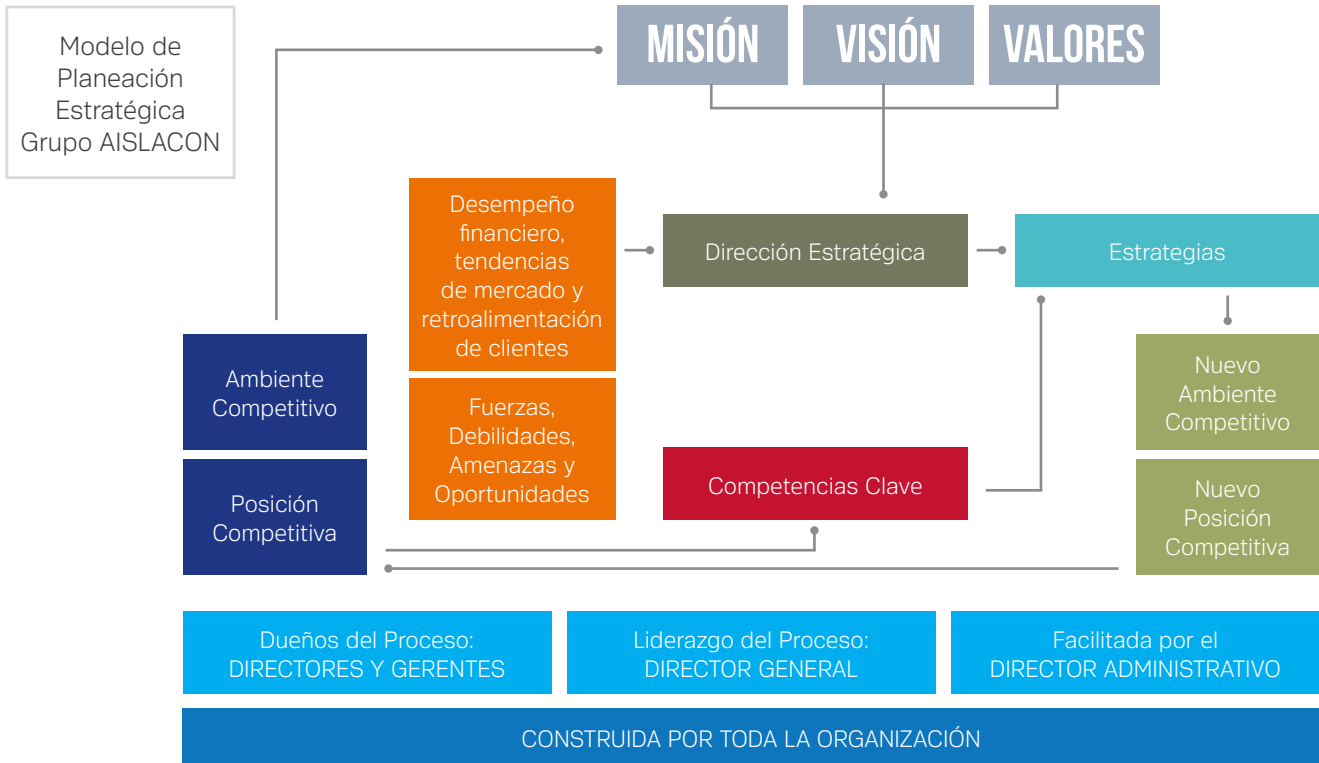 Modelo de
Planeación
Estratégica
Grupo AISLACON
MISIÓN
VISIÓN
VALORES
Desempeño
financiero,
tendencias
de mercado y
retroalimentación
de clientes
Dirección Estratégica
Estrategias
Ambiente
Competitivo
Fuerzas,
Debilidades,
Amenazas y
Oportunidades
Nuevo
Ambiente
Competitivo
Posición
Competitiva
Competencias Clave
Nuevo
Posición
Competitiva
Dueños del Proceso:
DIRECTORES Y GERENTES
Liderazgo del Proceso:
DIRECTOR GENERAL
Facilitada por el
DIRECTOR ADMINISTRATIVO
CONSTRUIDA POR TODA LA ORGANIZACIÓN